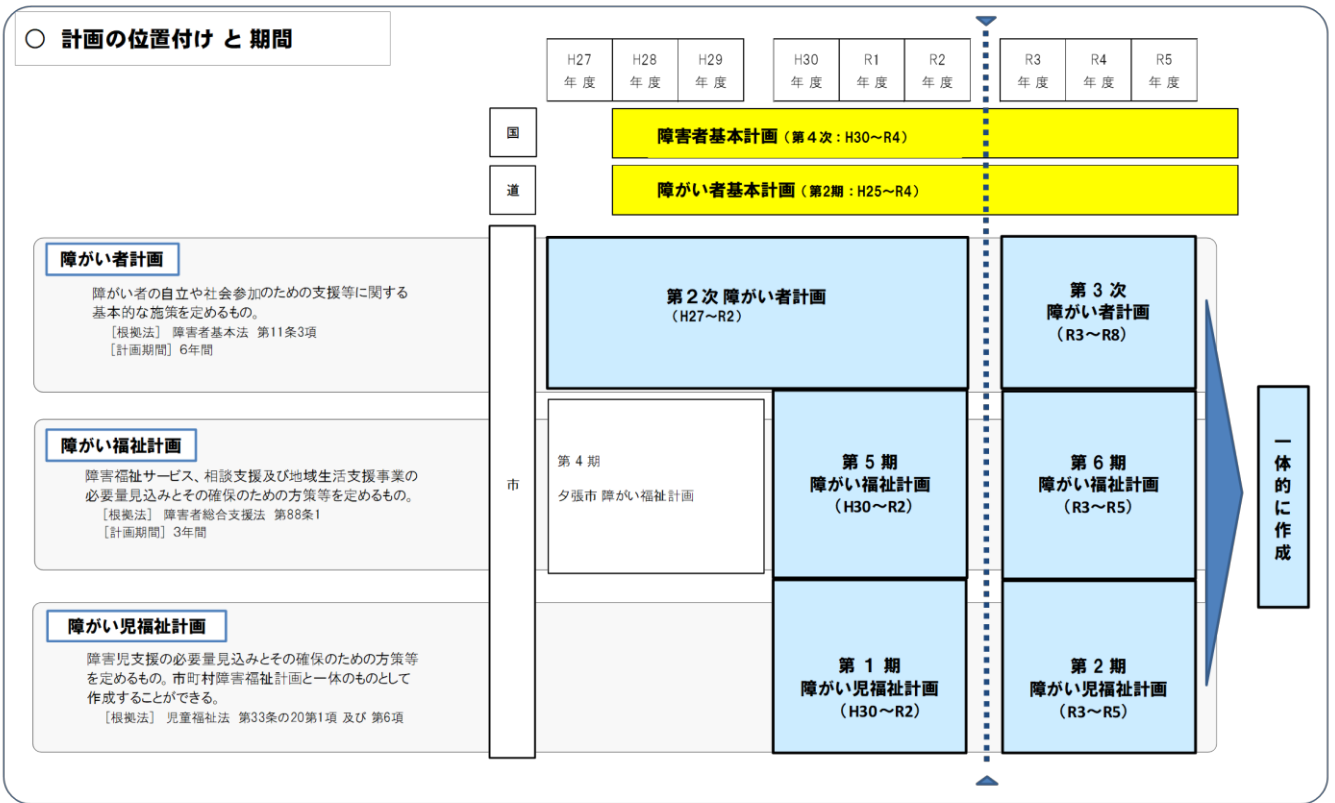 ○ 計画の位置付け と 期間
H27 H28 H29 H30 R1 R2 R3 R4 R5
年度 年度 年度 年度 年度 年度 年度 年度 年度
国
障害者基本計画（第4次：H30～R4）
道
障がい者基本計画（第2期：H25～R4）
障がい者計画
障がい者の自立や社会参加のための支援等に関する
基本的な施策を定めるもの。
［根拠法］ 障害者基本法 第11条3項
［計画期間］ 6年間
第２次 障がい者計画
（H27～R2）
第 3 次
障がい者計画
（R3～R8）
障がい福祉計画
障害福祉サービス、相談支援及び地域生活支援事業の
必要量見込みとその確保のための方策等を定めるもの。
［根拠法］ 障害者総合支援法 第88条1
［計画期間］ 3年間
市
第 4 期
夕張市 障がい福祉計画
第 5 期
障がい福祉計画
（H30～R2）
第 6 期
障がい福祉計画
（R3～R5）
一体的に作成
障がい児福祉計画
障害児支援の必要量見込みとその確保のための方策等
を定めるもの。市町村障害福祉計画と一体のものとして
作成することができる。
［根拠法］ 児童福祉法 第33条の20第1項 及び 第6項
第 1 期
障がい児福祉計画
（H30～R2）
第 2 期
障がい児福祉計画
（R3～R5）